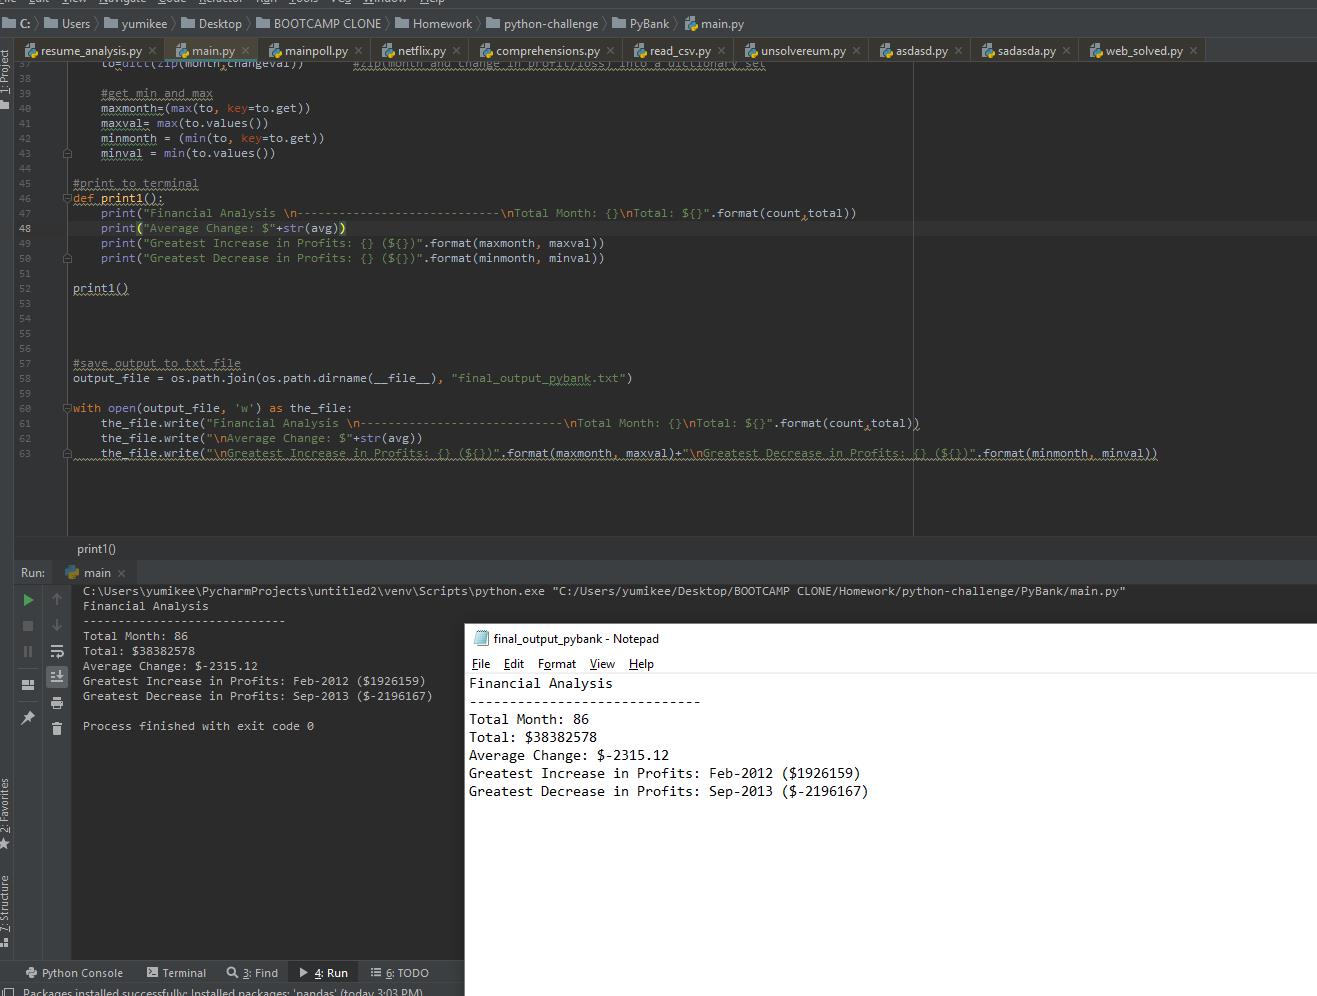 File Edit View Navigate Code Refactor Run Tools VCS Window Help
C: Users yumikee Desktop BOOTCAMP CLONE Homework python-challenge PyBank main.py
resume_analysis.py main.py mainpoll.py netflix.py comprehensions.py read_csv.py unsolvereum.py asdasd.py sadasda.py web_solved.py
1: Project
37 to=dict(zip(month,changeval)) #zip(month and change in profit/loss) into a dictionary set
38
39 #get min and max
40 maxmonth=(max(to, key=to.get))
41 maxval= max(to.values())
42 minmonth = (min(to, key=to.get))
43 minval = min(to.values())
44
45 #print to terminal
46 def print1():
47 print("Financial Analysis \n-----------------------------\nTotal Month: {}\nTotal: ${}".format(count,total))
48 print("Average Change: $"+str(avg))
49 print("Greatest Increase in Profits: {} (${})".format(maxmonth, maxval))
50 print("Greatest Decrease in Profits: {} (${})".format(minmonth, minval))
51
52 print1()
53
54
55
56
57 #save output to txt file
58 output_file = os.path.join(os.path.dirname(__file__), "final_output_pybank.txt")
59
60 with open(output_file, 'w') as the_file:
61 the_file.write("Financial Analysis \n-----------------------------\nTotal Month: {}\nTotal: ${}".format(count,total))
62 the_file.write("\nAverage Change: $"+str(avg))
63 the_file.write("\nGreatest Increase in Profits: {} (${})".format(maxmonth, maxval)+"\nGreatest Decrease in Profits: {} (${})".format(minmonth, minval))
print1()
Run: main
C:\Users\yumikee\PycharmProjects\untitled2\venv\Scripts\python.exe "C:/Users/yumikee/Desktop/BOOTCAMP CLONE/Homework/python-challenge/PyBank/main.py"
Financial Analysis
-----------------------------
Total Month: 86
Total: $38382578
Average Change: $-2315.12
Greatest Increase in Profits: Feb-2012 ($1926159)
Greatest Decrease in Profits: Sep-2013 ($-2196167)
Process finished with exit code 0
final_output_pybank - Notepad
File Edit Format View Help
Financial Analysis
-----------------------------
Total Month: 86
Total: $38382578
Average Change: $-2315.12
Greatest Increase in Profits: Feb-2012 ($1926159)
Greatest Decrease in Profits: Sep-2013 ($-2196167)
2: Favorites
7: Structure
Python Console Terminal 3: Find 4: Run 6: TODO
Packages installed successfully: Installed packages: 'pandas' (today 3:03 PM)